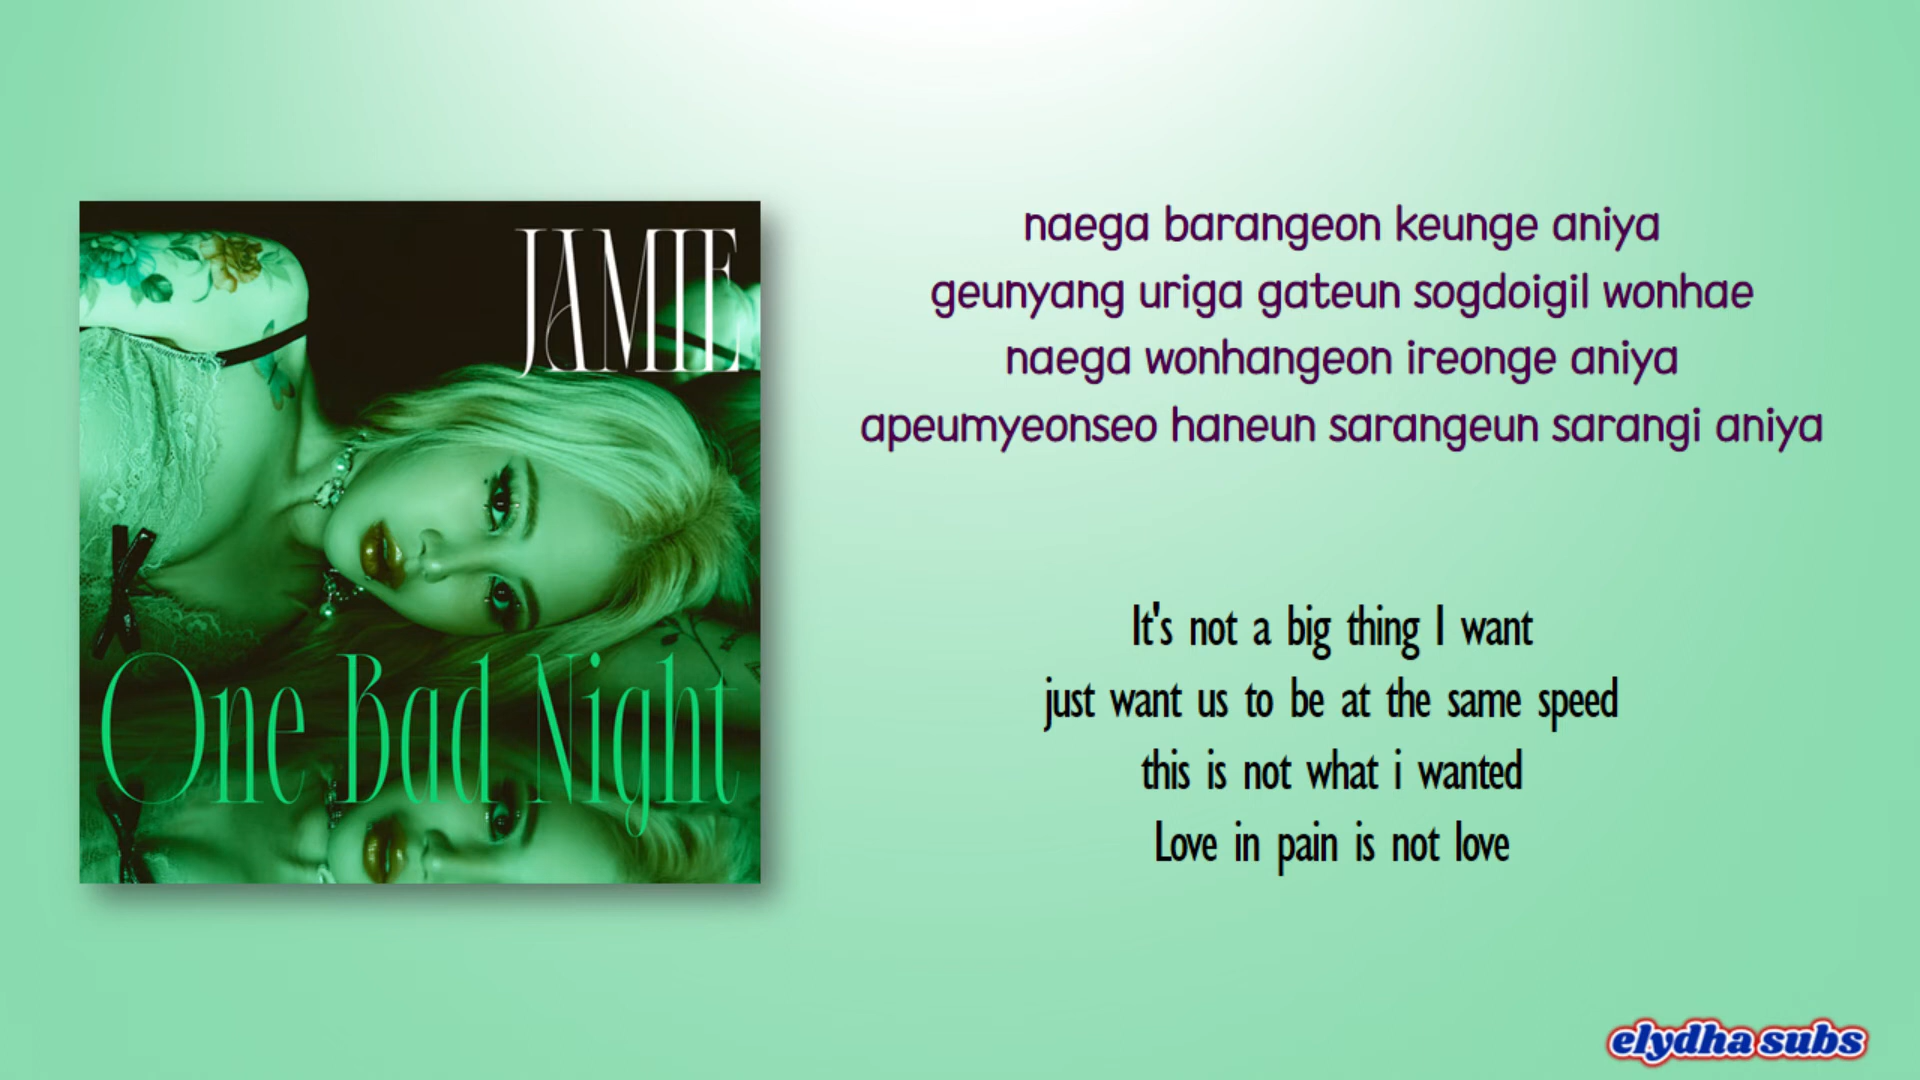 JAMIE
One Bad Night
naega barangeon keunge aniya
geunyang uriga gateun sogdoigil wonhae
naega wonhangeon ireonge aniya
apeumyeonseo haneun sarangeun sarangi aniya
It's not a big thing I want
just want us to be at the same speed
this is not what i wanted
Love in pain is not love
elydha subs